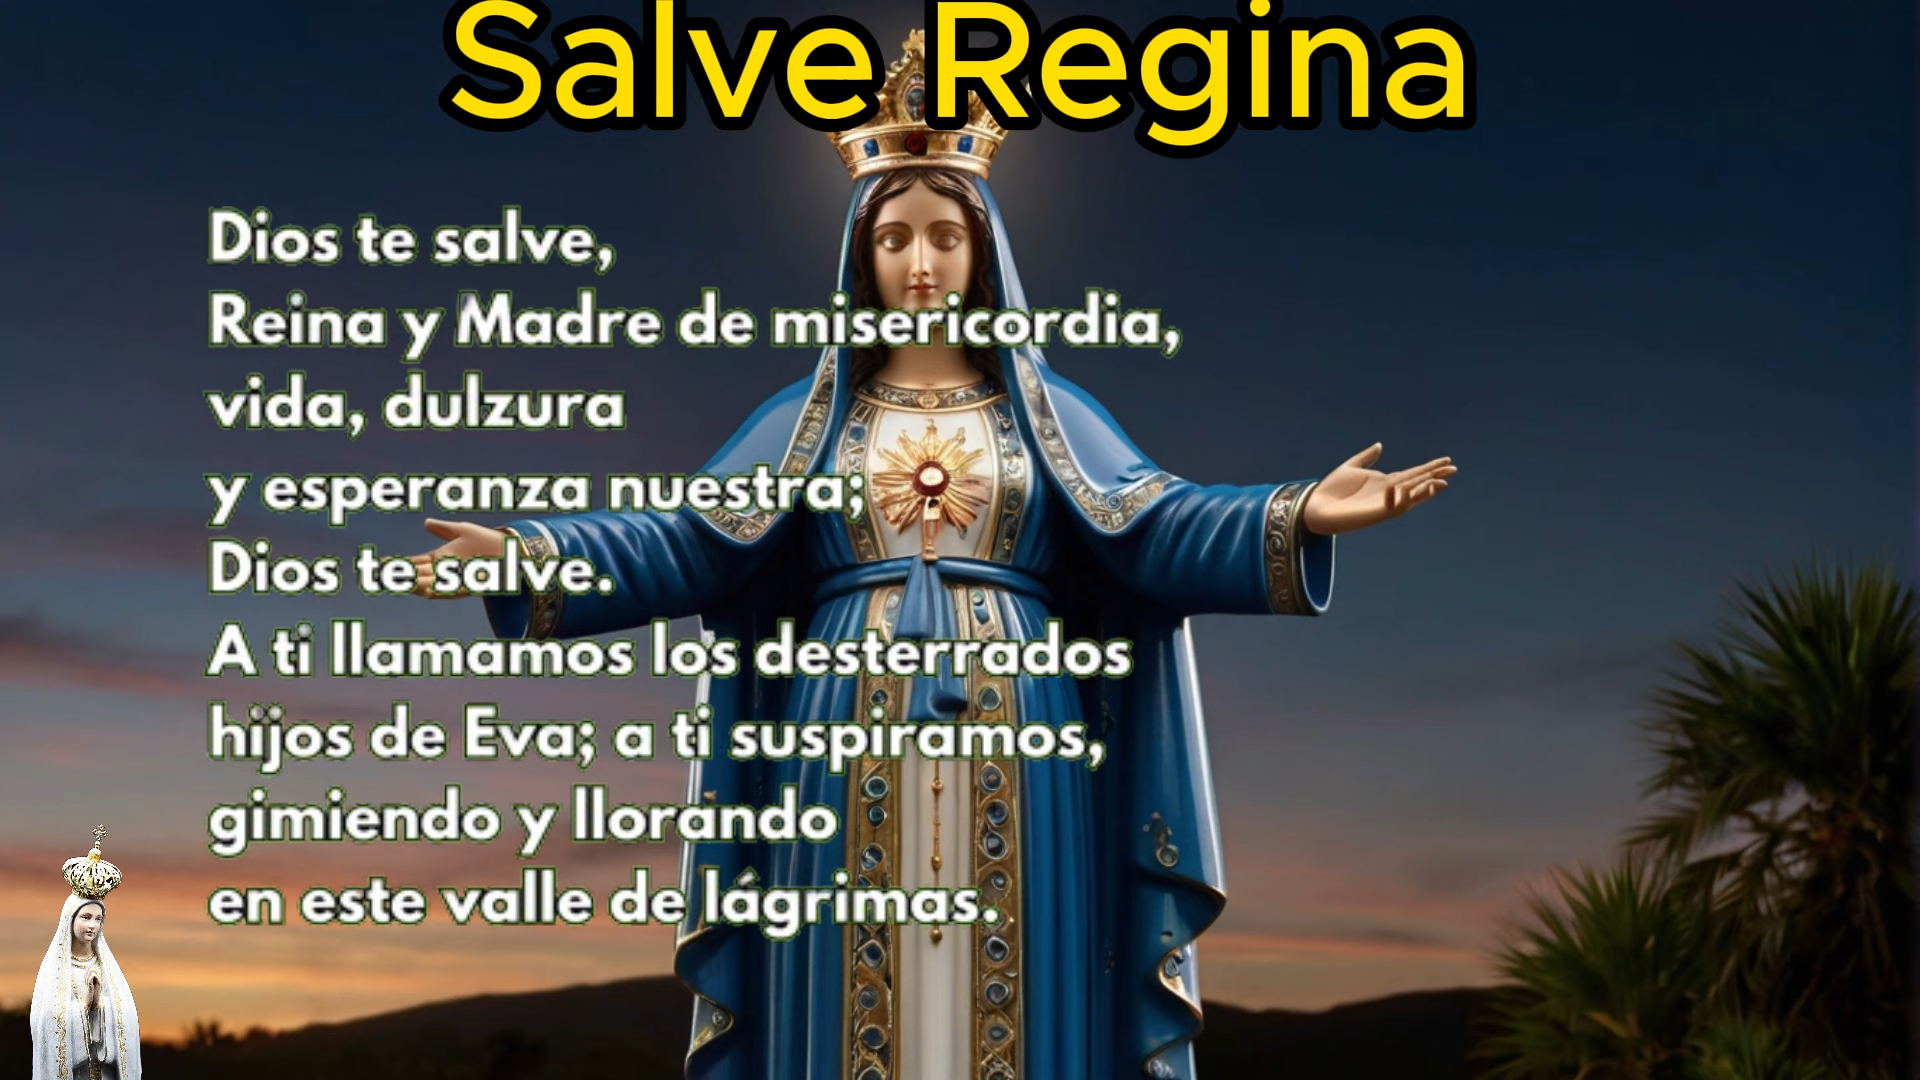 Salve Regina
Dios te salve,
Reina y Madre de misericordia,
vida, dulzura
y esperanza nuestra;
Dios te salve.
A ti llamamos los desterrados
hijos de Eva; a ti suspiramos,
gimiendo y llorando
en este valle de lágrimas.